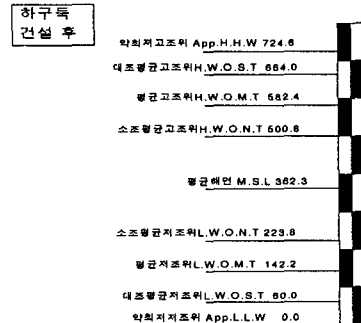 하구둑
건설 후
약최고고조위 App.H.H.W 724.6
대조평균고조위H.W.O.S.T 664.0
평균고조위H.W.O.M.T 582.4
소조평균고조위H.W.O.N.T 500.8
평균해면 M.S.L 362.3
소조평균저조위L.W.O.N.T 223.8
평균저조위L.W.O.M.T 142.2
대조평균저조위L.W.O.S.T 60.0
약최저저조위 App.L.L.W 0.0